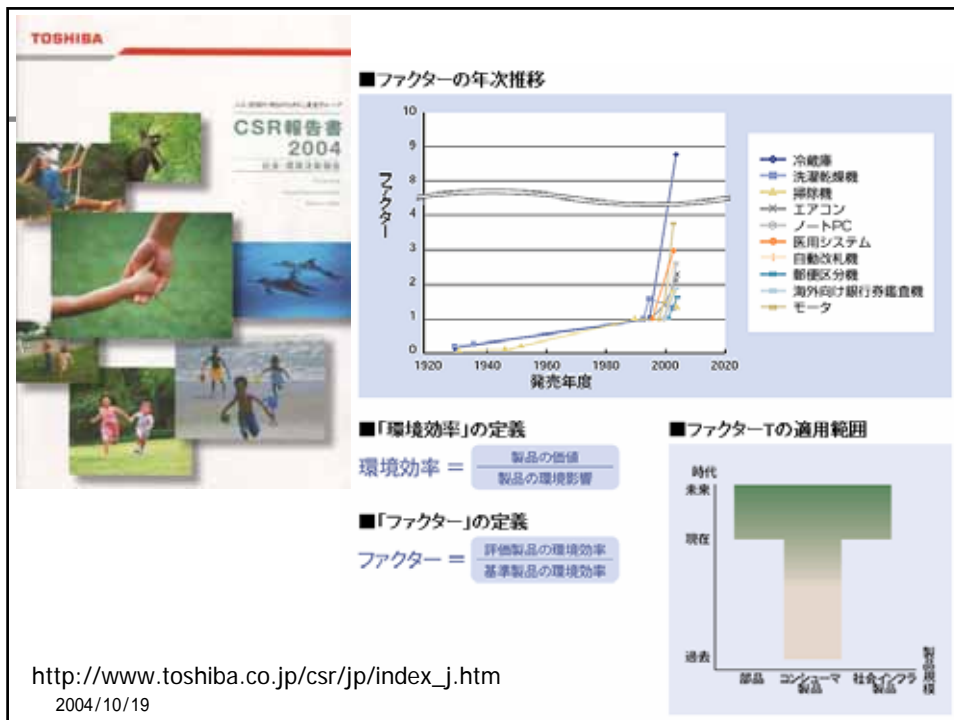 TOSHIBA
CSR報告書
2004
■ファクターの年次推移
10
9
8
4
3
2
1
0
ファクター
1920
1940
1960
1980
2000
2020
発売年度
冷蔵庫
洗濯乾燥機
掃除機
エアコン
ノートPC
医用システム
自動改札機
郵便区分機
海外向け銀行券鑑査機
モータ
■「環境効率」の定義
環境効率 = 製品の価値
製品の環境影響
■「ファクター」の定義
ファクター = 評価製品の環境効率
基準製品の環境効率
■ファクターTの適用範囲
時代
未来
現在
過去
部品
コンシューマ
製品
社会インフラ
製品
製品規模
http://www.toshiba.co.jp/csr/jp/index_j.htm
2004/10/19